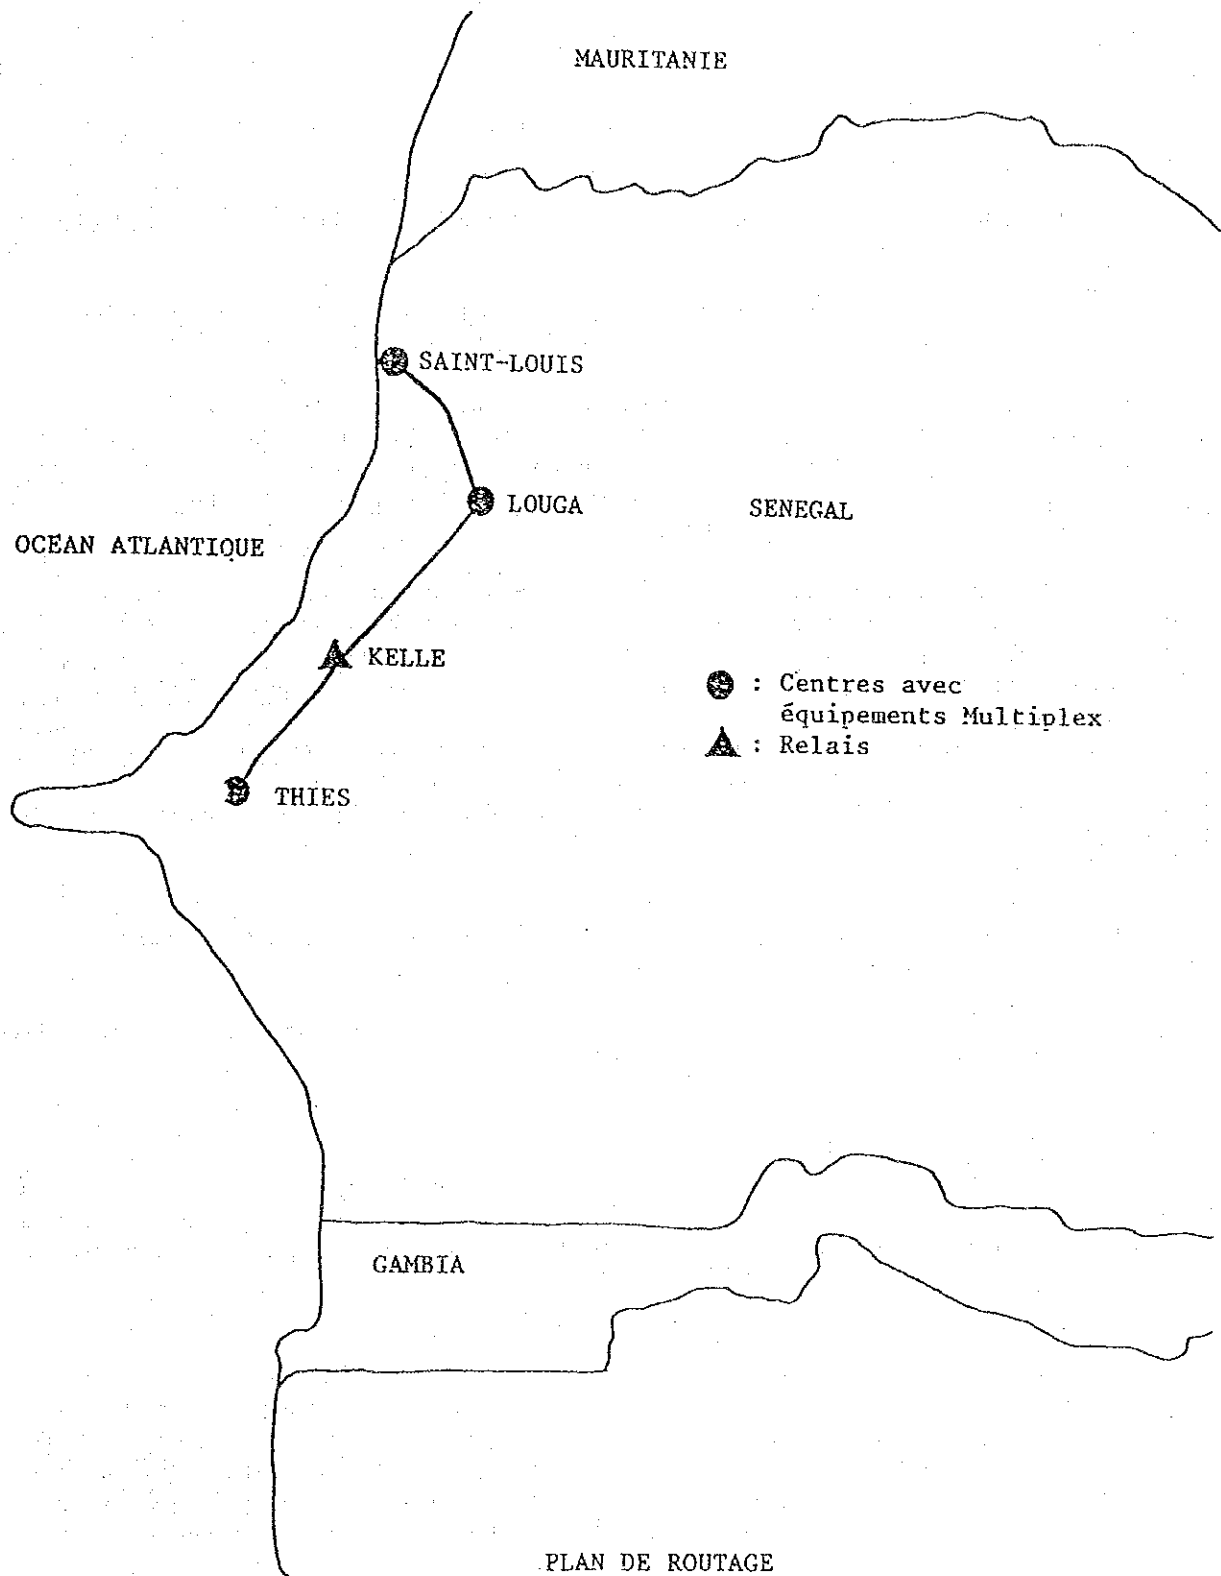 MAURITANIE
SAINT-LOUIS
LOUGA
SENEGAL
OCEAN ATLANTIQUE
KELLE
: Centres avec
équipements Multiplex
: Relais
THIES
GAMBIA
PLAN DE ROUTAGE